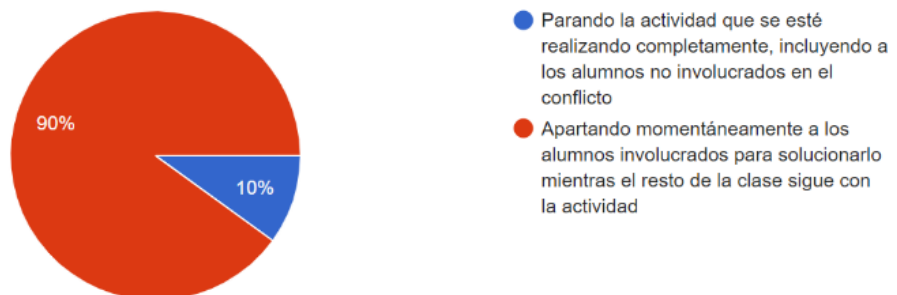 90%
10%
Parando la actividad que se esté
realizando completamente, incluyendo a
los alumnos no involucrados en el
conflicto
Apartando momentáneamente a los
alumnos involucrados para solucionarlo
mientras el resto de la clase sigue con
la actividad